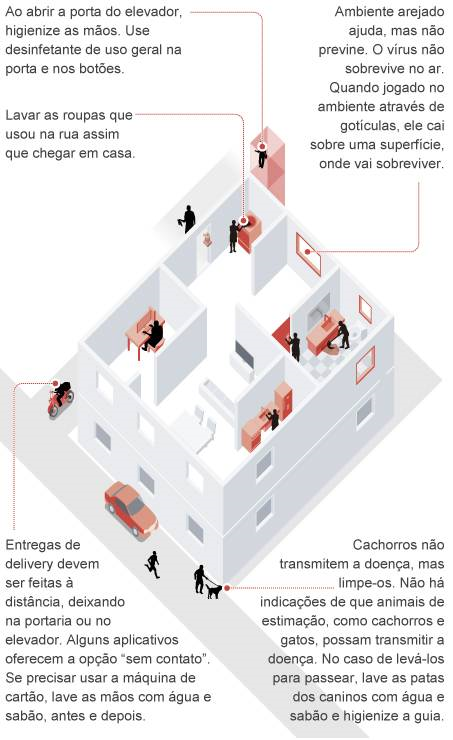 Ao abrir a porta do elevador,
higienize as mãos. Use
desinfetante de uso geral na
porta e nos botões.
Lavar as roupas que
usou na rua assim
que chegar em casa.
Ambiente arejado
ajuda, mas não
previne. O vírus não
sobrevive no ar.
Quando jogado no
ambiente através de
gotículas, ele cai
sobre uma superfície,
onde vai sobreviver.
Entregas de
delivery devem
ser feitas à
distância, deixando
na portaria ou no
elevador. Alguns aplicativos
oferecem a opção “sem contato”.
Se precisar usar a máquina de
cartão, lave as mãos com água e
sabão, antes e depois.
Cachorros não
transmitem a doença, mas
limpe-os. Não há
indicações de que animais de
estimação, como cachorros e
gatos, possam transmitir a
doença. No caso de levá-los
para passear, lave as patas
dos caninos com água e
sabão e higienize a guia.